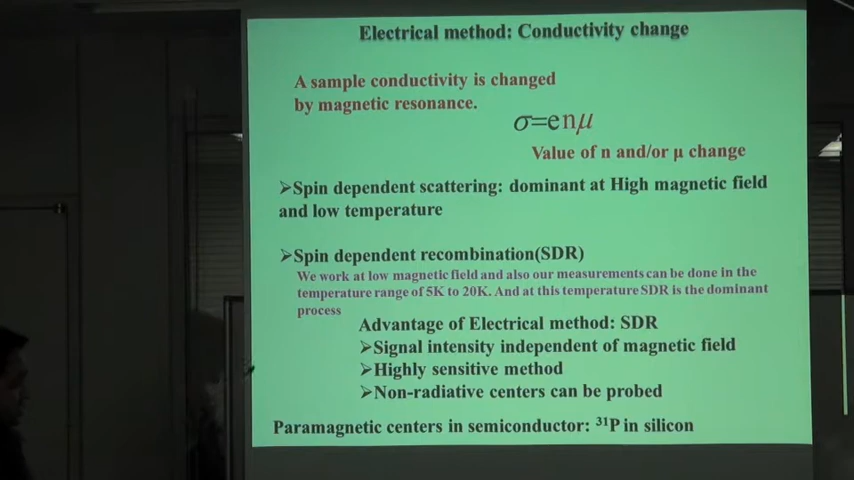 Electrical method: Conductivity change
A sample conductivity is changed
by magnetic resonance.
σ=enμ
Value of n and/or μ change
➢Spin dependent scattering: dominant at High magnetic field
and low temperature
➢Spin dependent recombination(SDR)
We work at low magnetic field and also our measurements can be done in the
temperature range of 5K to 20K. And at this temperature SDR is the dominant
process
Advantage of Electrical method: SDR
➢Signal intensity independent of magnetic field
➢Highly sensitive method
➢Non-radiative centers can be probed
Paramagnetic centers in semiconductor: ³¹P in silicon